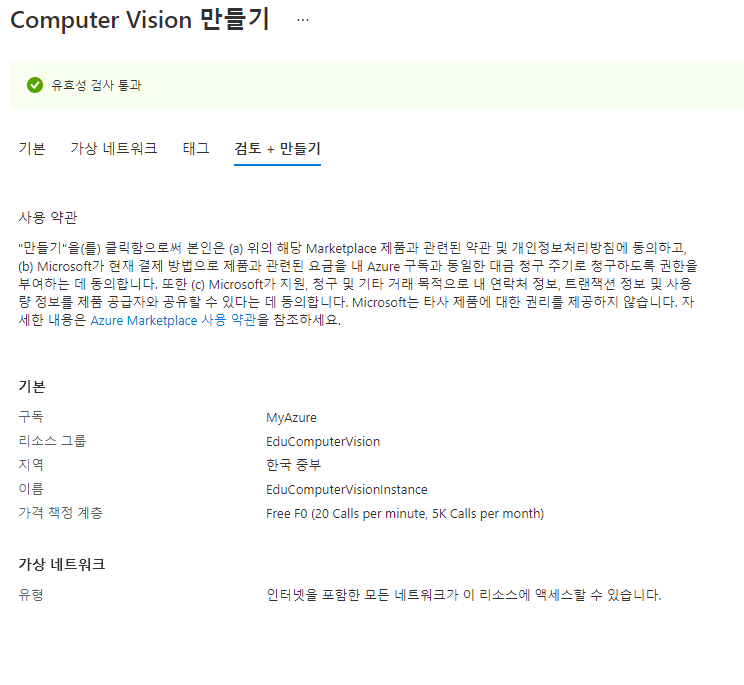 Computer Vision 만들기 ...
유효성 검사 통과
기본 가상 네트워크 태그 검토 + 만들기
사용 약관
"만들기"을(를) 클릭함으로써 본인은 (a) 위의 해당 Marketplace 제품과 관련된 약관 및 개인정보처리방침에 동의하고,
(b) Microsoft가 현재 결제 방법으로 제품과 관련된 요금을 내 Azure 구독과 동일한 대금 청구 주기로 청구하도록 권한을
부여하는 데 동의합니다. 또한 (c) Microsoft가 지원, 청구 및 기타 거래 목적으로 내 연락처 정보, 트랜잭션 정보 및 사용
량 정보를 제품 공급자와 공유할 수 있다는 데 동의합니다. Microsoft는 타사 제품에 대한 권리를 제공하지 않습니다. 자
세한 내용은 Azure Marketplace 사용 약관을 참조하세요.
기본
구독 MyAzure
리소스 그룹 EduComputerVision
지역 한국 중부
이름 EduComputerVisionInstance
가격 책정 계층 Free F0 (20 Calls per minute, 5K Calls per month)
가상 네트워크
유형 인터넷을 포함한 모든 네트워크가 이 리소스에 액세스할 수 있습니다.